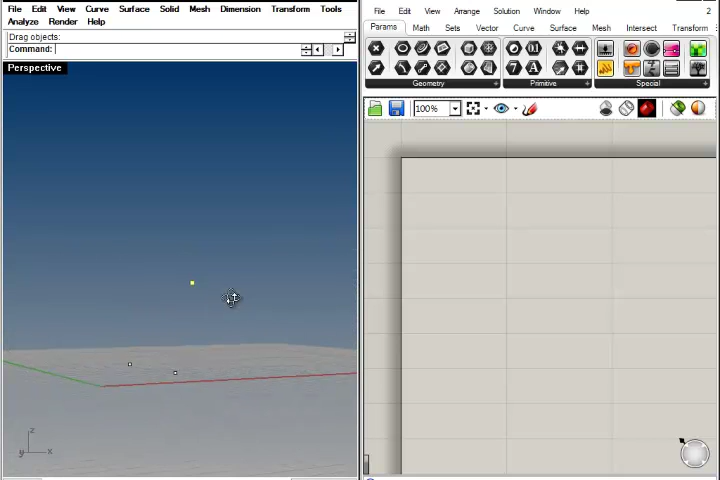 File Edit View Curve Surface Solid Mesh Dimension Transform Tools
Analyze Render Help
Drag objects:
Command:
Perspective
z
y x
File Edit View Arrange Solution Window Help 2
Params Math Sets Vector Curve Surface Mesh Intersect Transform
Geometry Primitive Special
100%